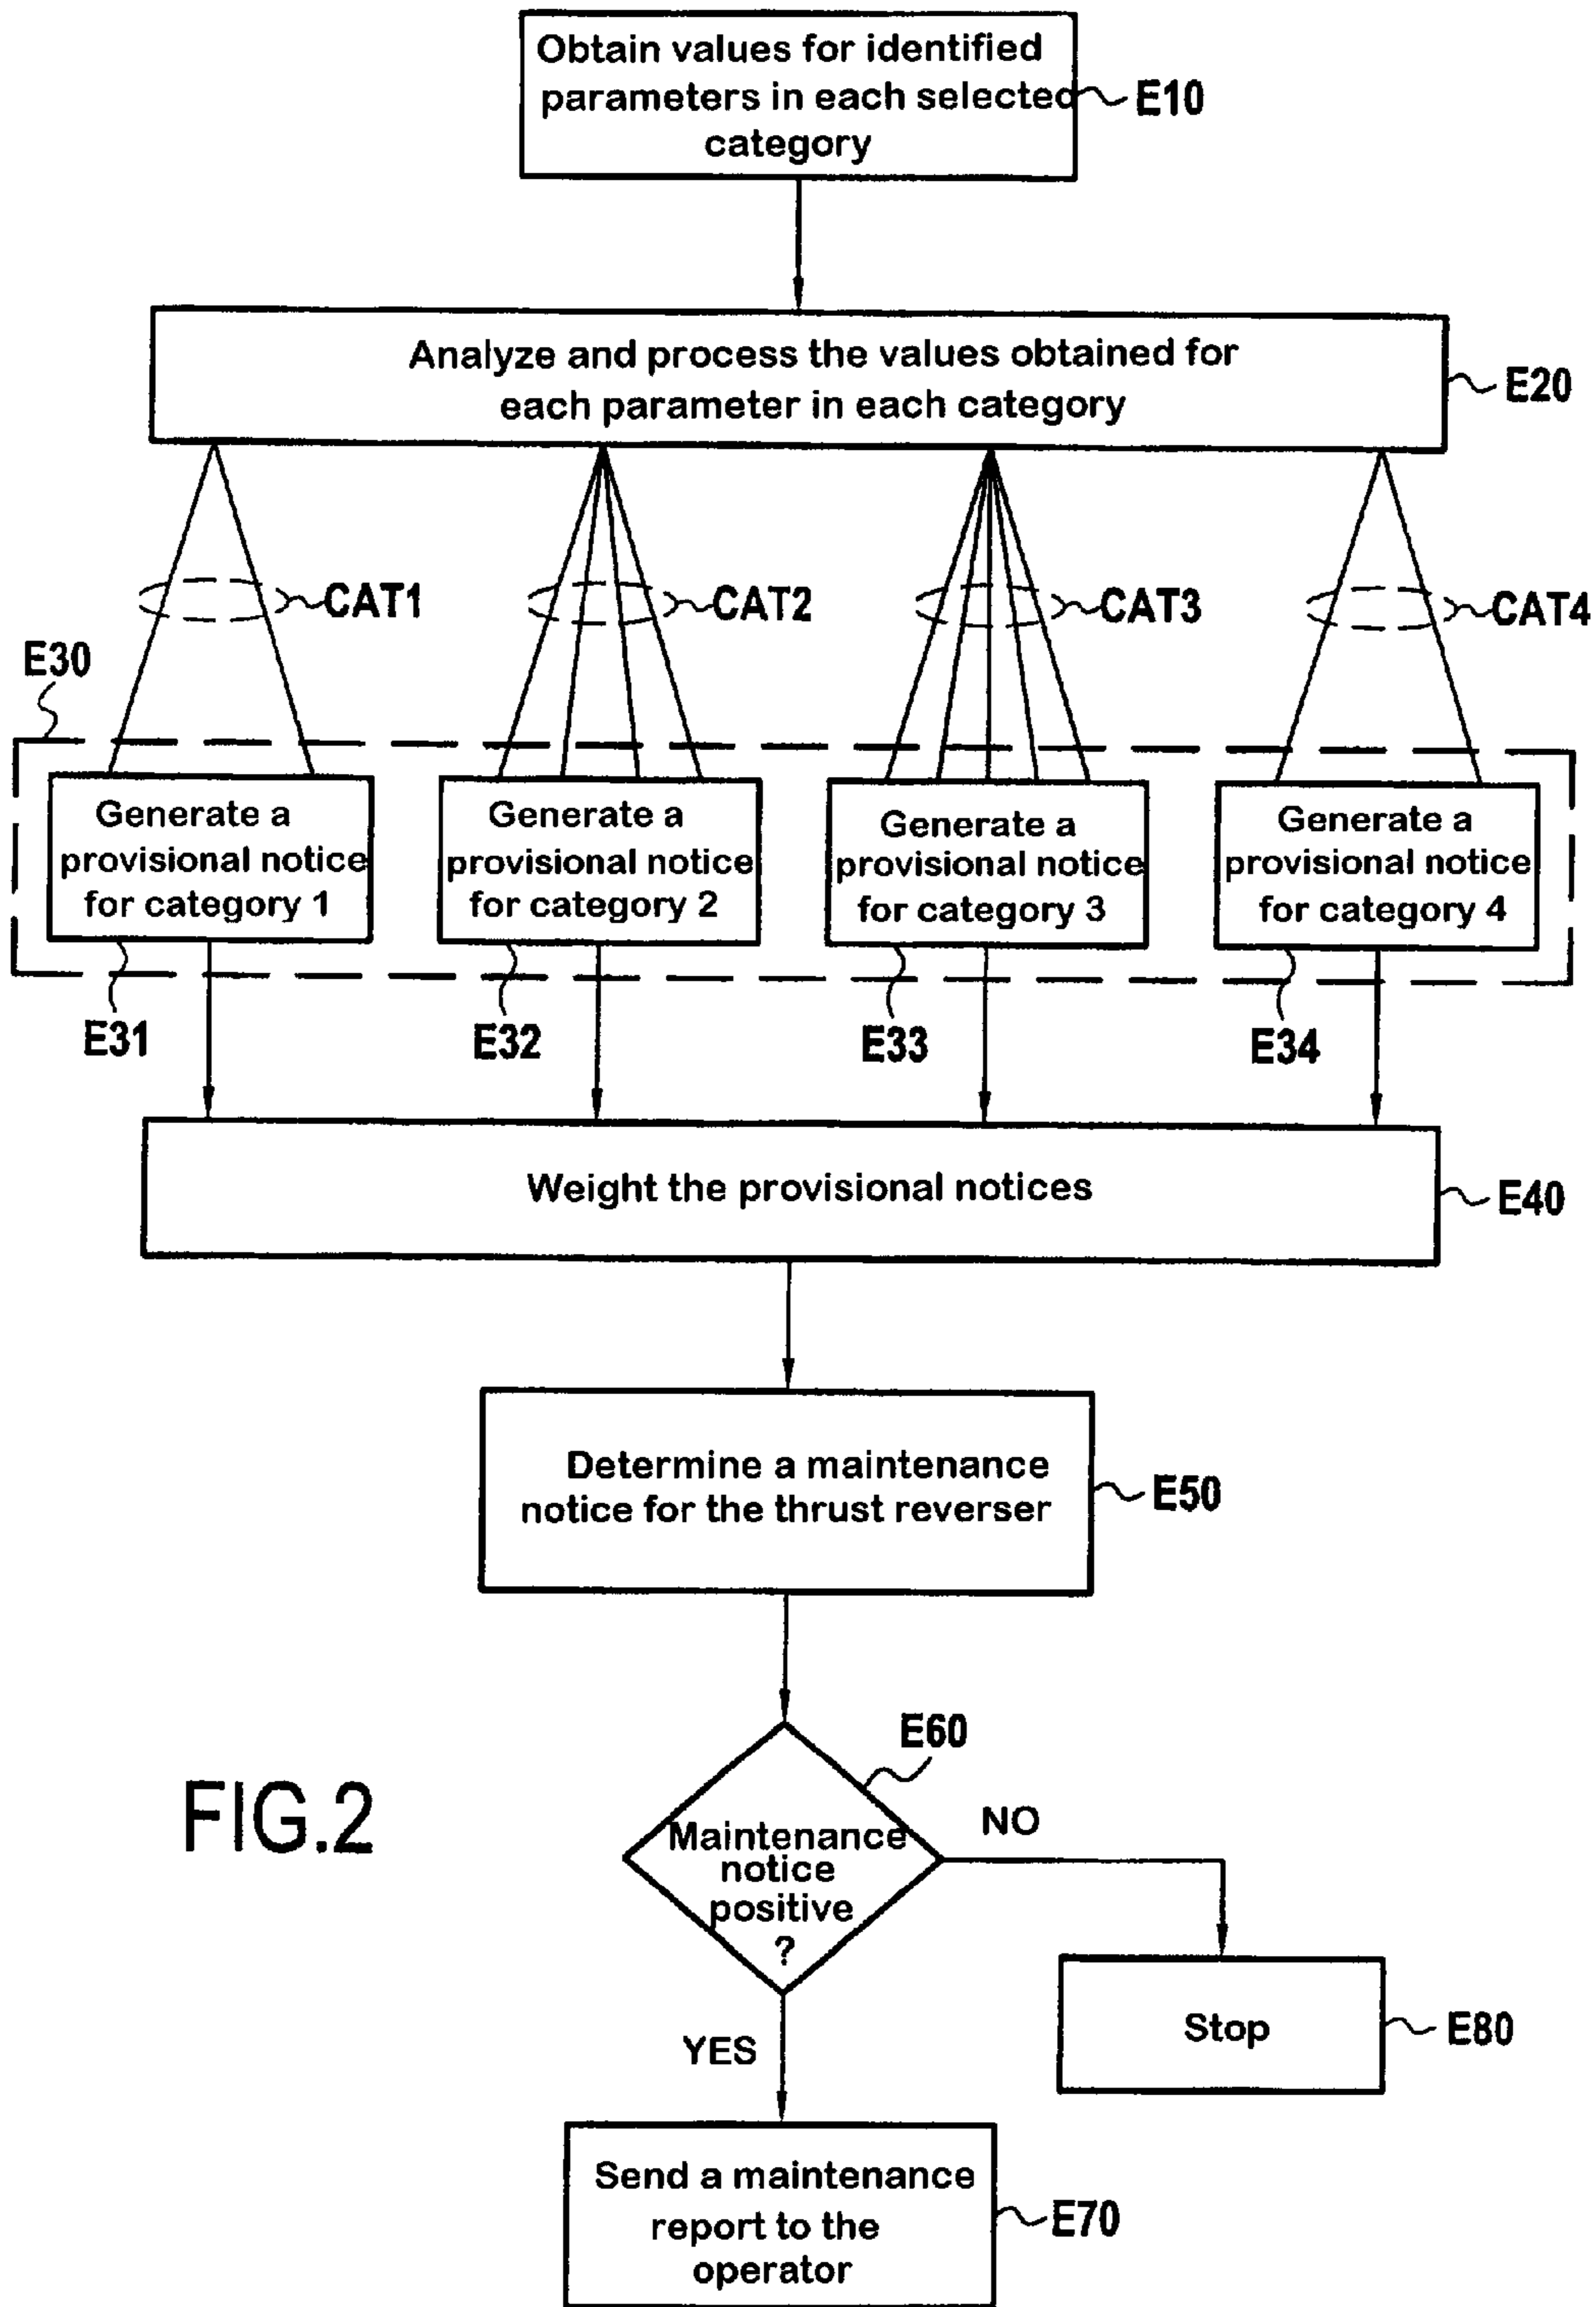 Obtain values for identified
parameters in each selected
category
E10
Analyze and process the values obtained for
each parameter in each category
E20
CAT1
CAT2
CAT3
CAT4
E30
Generate a
provisional notice
for category 1
Generate a
provisional notice
for category 2
Generate a
provisional notice
for category 3
Generate a
provisional notice
for category 4
E31
E32
E33
E34
Weight the provisional notices
E40
Determine a maintenance
notice for the thrust reverser
E50
E60
Maintenance
notice
positive
?
NO
YES
FIG.2
Stop
E80
Send a maintenance
report to the
operator
E70